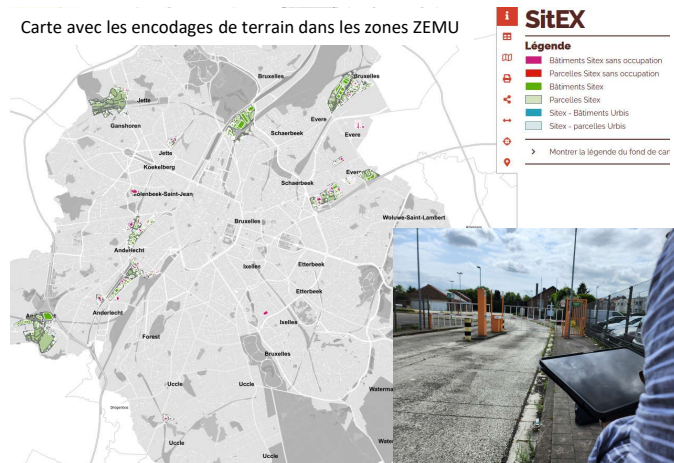 Carte avec les encodages de terrain dans les zones ZEMU
SitEX
Légende
Bâtiments Sitex sans occupation
Parcelles Sitex sans occupation
Bâtiments Sitex
Parcelles Sitex
Sitex - Bâtiments Urbis
Sitex - parcelles Urbis
Montrer la légende du fond de car
Bruxelles
Bruxelles
Jette
Ganshoren
Evere
Schaerbeek
Evere
Jette
Koekelberg
Schaerbeek
Evere
Molenbeek-Saint-Jean
Woluwe-Saint-Lambert
Bruxelles
Anderlecht
Ixelles
Etterbeek
Etterbeek
Anderlecht
Ixelles
Forest
Bruxelles
Uccle
Uccle
Waterma
Drogenbos
Uccle
Uccle
Water